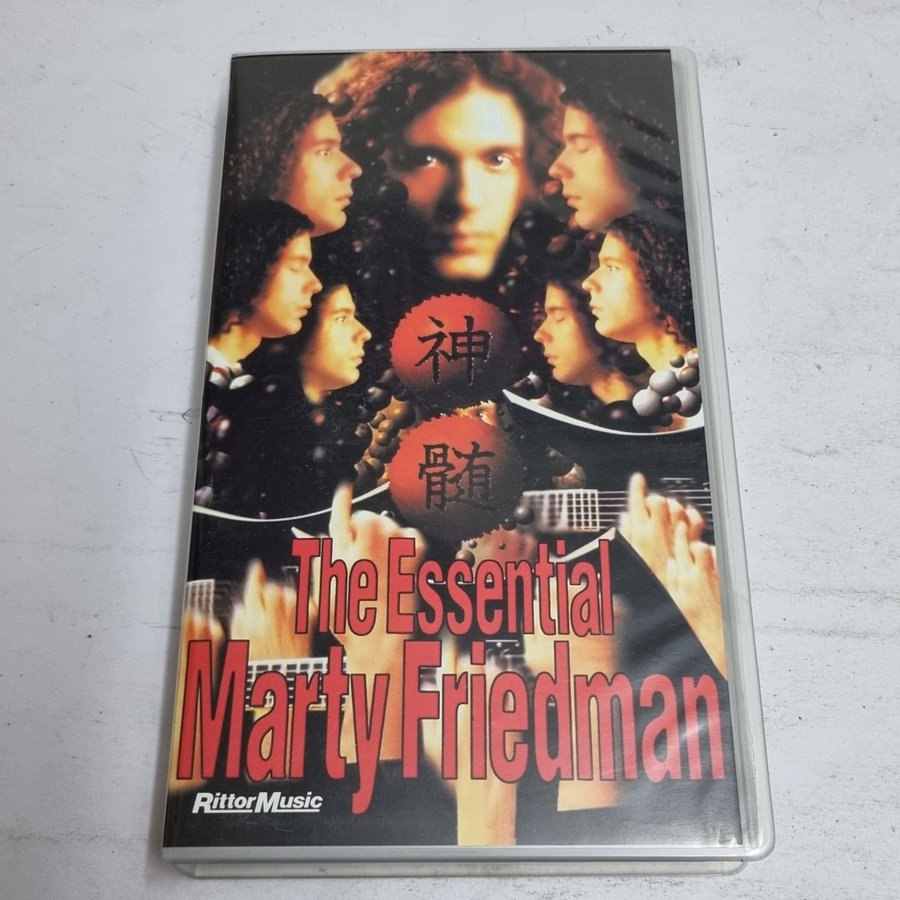 神
髄
The Essential
Marty Friedman
RittorMusic